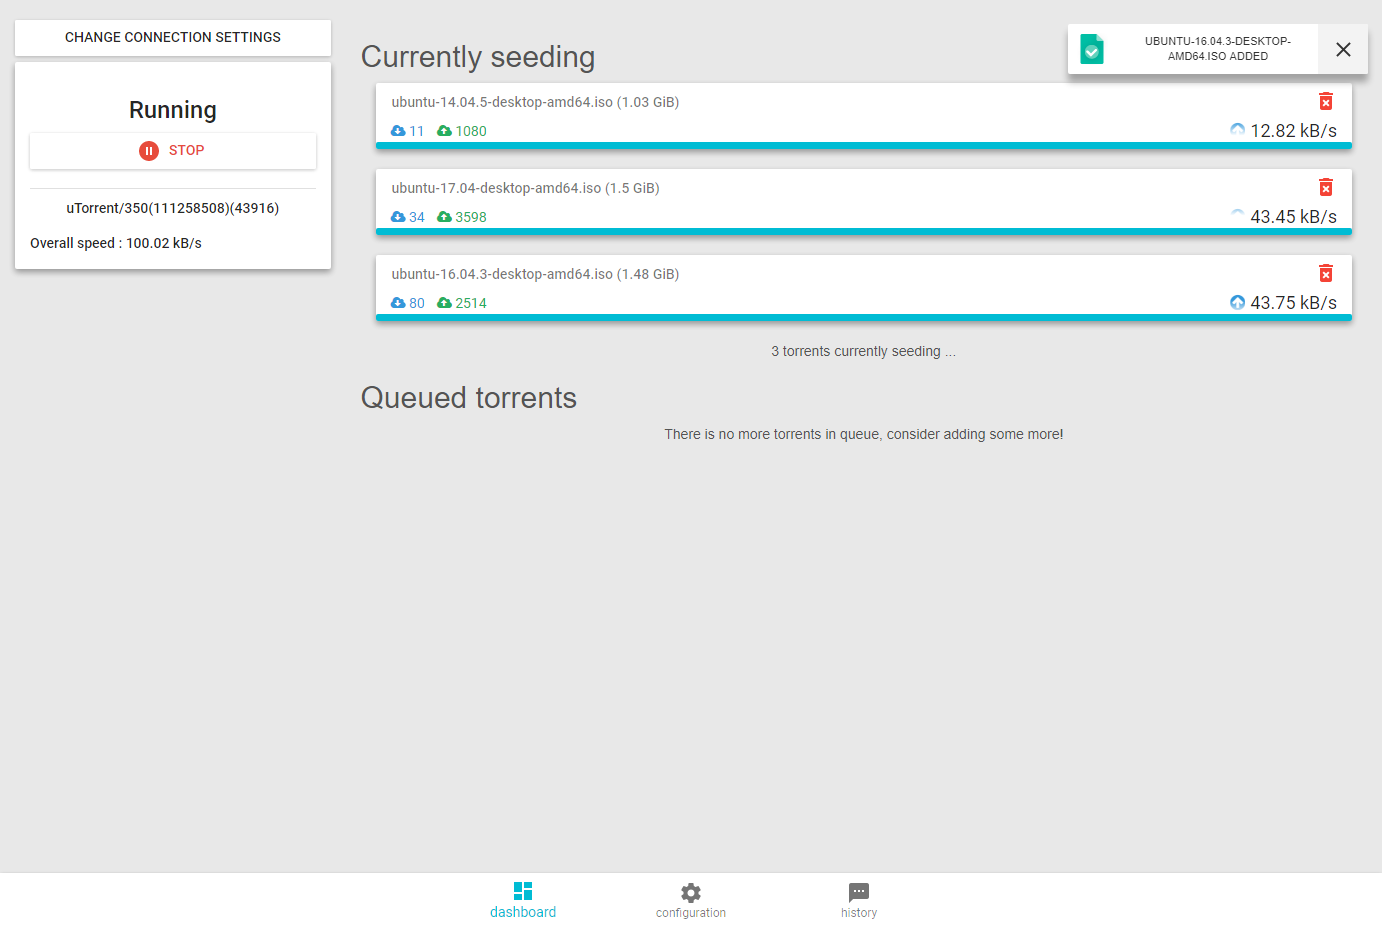 CHANGE CONNECTION SETTINGS
Running
STOP
uTorrent/350(111258508)(43916)
Overall speed : 100.02 kB/s
Currently seeding
UBUNTU-16.04.3-DESKTOP-
AMD64.ISO ADDED
ubuntu-14.04.5-desktop-amd64.iso (1.03 GiB)
11 1080 12.82 kB/s
ubuntu-17.04-desktop-amd64.iso (1.5 GiB)
34 3598 43.45 kB/s
ubuntu-16.04.3-desktop-amd64.iso (1.48 GiB)
80 2514 43.75 kB/s
3 torrents currently seeding ...
Queued torrents
There is no more torrents in queue, consider adding some more!
dashboard configuration history